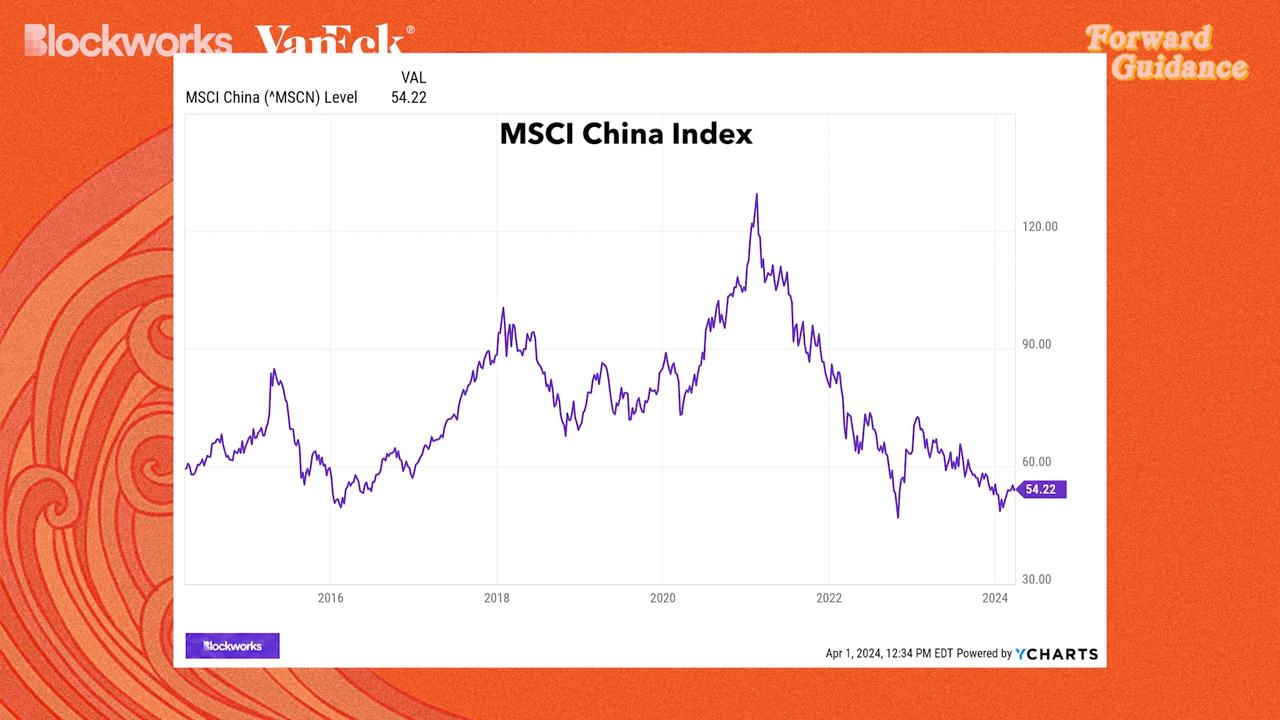 Blockworks
VanEck®
Forward
Guidance
VAL
MSCI China (^MSCN) Level 54.22
MSCI China Index
120.00
90.00
60.00
54.22
30.00
2016 2018 2020 2022 2024
Blockworks
Apr 1, 2024, 12:34 PM EDT Powered by YCHARTS